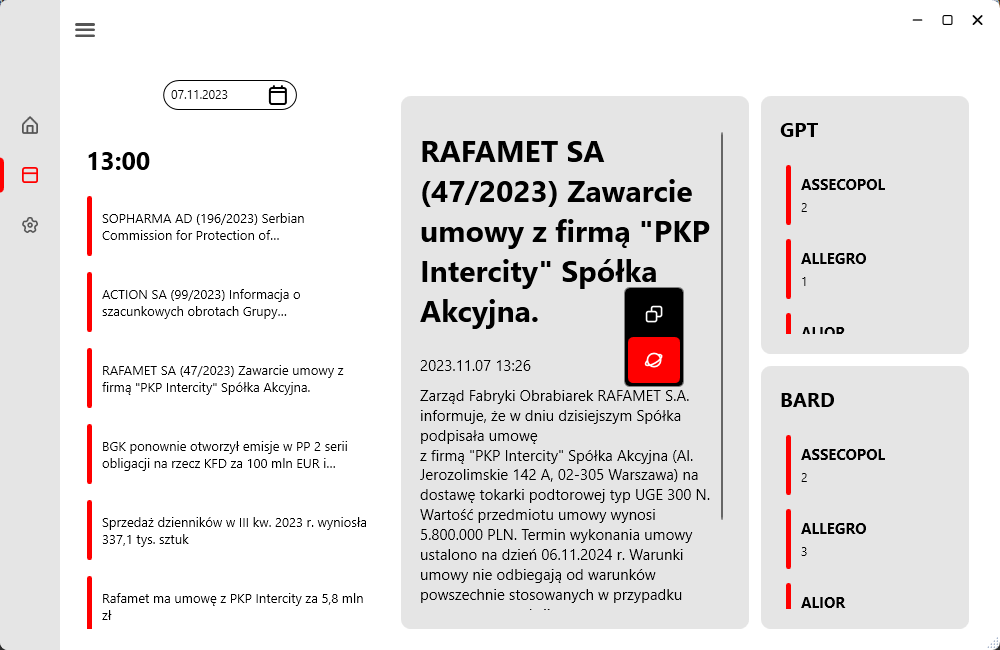 07.11.2023
13:00
SOPHARMA AD (196/2023) Serbian
Commission for Protection of...
ACTION SA (99/2023) Informacja o
szacunkowych obrotach Grupy...
RAFAMET SA (47/2023) Zawarcie umowy z
firmą "PKP Intercity" Spółka Akcyjna.
BGK ponownie otworzył emisje w PP 2 serii
obligacji na rzecz KFD za 100 mln EUR i...
Sprzedaż dzienników w III kw. 2023 r. wyniosła
337,1 tys. sztuk
Rafamet ma umowę z PKP Intercity za 5,8 mln
zł
RAFAMET SA
(47/2023) Zawarcie
umowy z firmą "PKP
Intercity" Spółka
Akcyjna.
2023.11.07 13:26
Zarząd Fabryki Obrabiarek RAFAMET S.A.
informuje, że w dniu dzisiejszym Spółka
podpisała umowę
z firmą "PKP Intercity" Spółka Akcyjna (Al.
Jerozolimskie 142 A, 02-305 Warszawa) na
dostawę tokarki podtorowej typ UGE 300 N.
Wartość przedmiotu umowy wynosi
5.800.000 PLN. Termin wykonania umowy
ustalono na dzień 06.11.2024 r. Warunki
umowy nie odbiegają od warunków
powszechnie stosowanych w przypadku
GPT
ASSECOPOL
2
ALLEGRO
1
ALIOR
BARD
ASSECOPOL
2
ALLEGRO
3
ALIOR